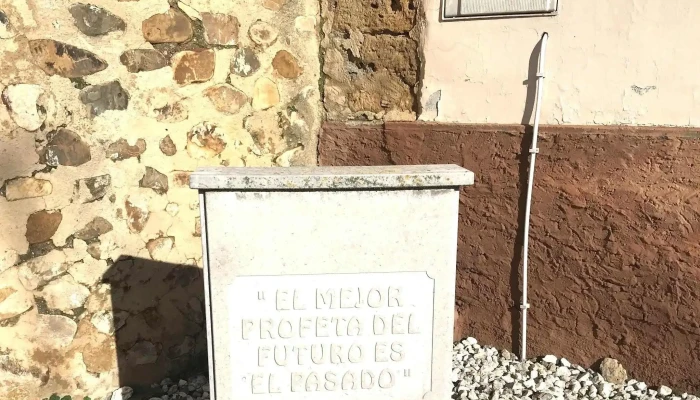 "EL MEJOR
PROFETA DEL
FUTURO ES
"EL PASADO""